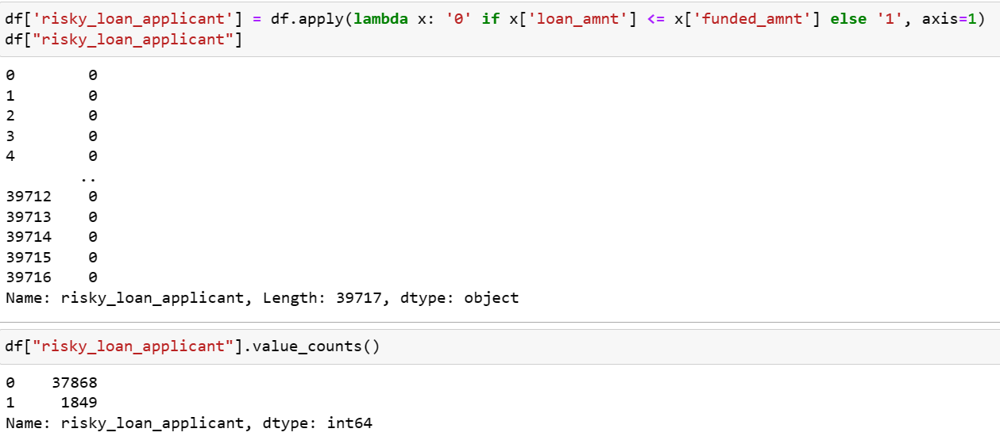 df['risky_loan_applicant'] = df.apply(lambda x: '0' if x['loan_amnt'] <= x['funded_amnt'] else '1', axis=1)
df["risky_loan_applicant"]
0        0
1        0
2        0
3        0
4        0
        ..
39712    0
39713    0
39714    0
39715    0
39716    0
Name: risky_loan_applicant, Length: 39717, dtype: object
df["risky_loan_applicant"].value_counts()
0    37868
1     1849
Name: risky_loan_applicant, dtype: int64